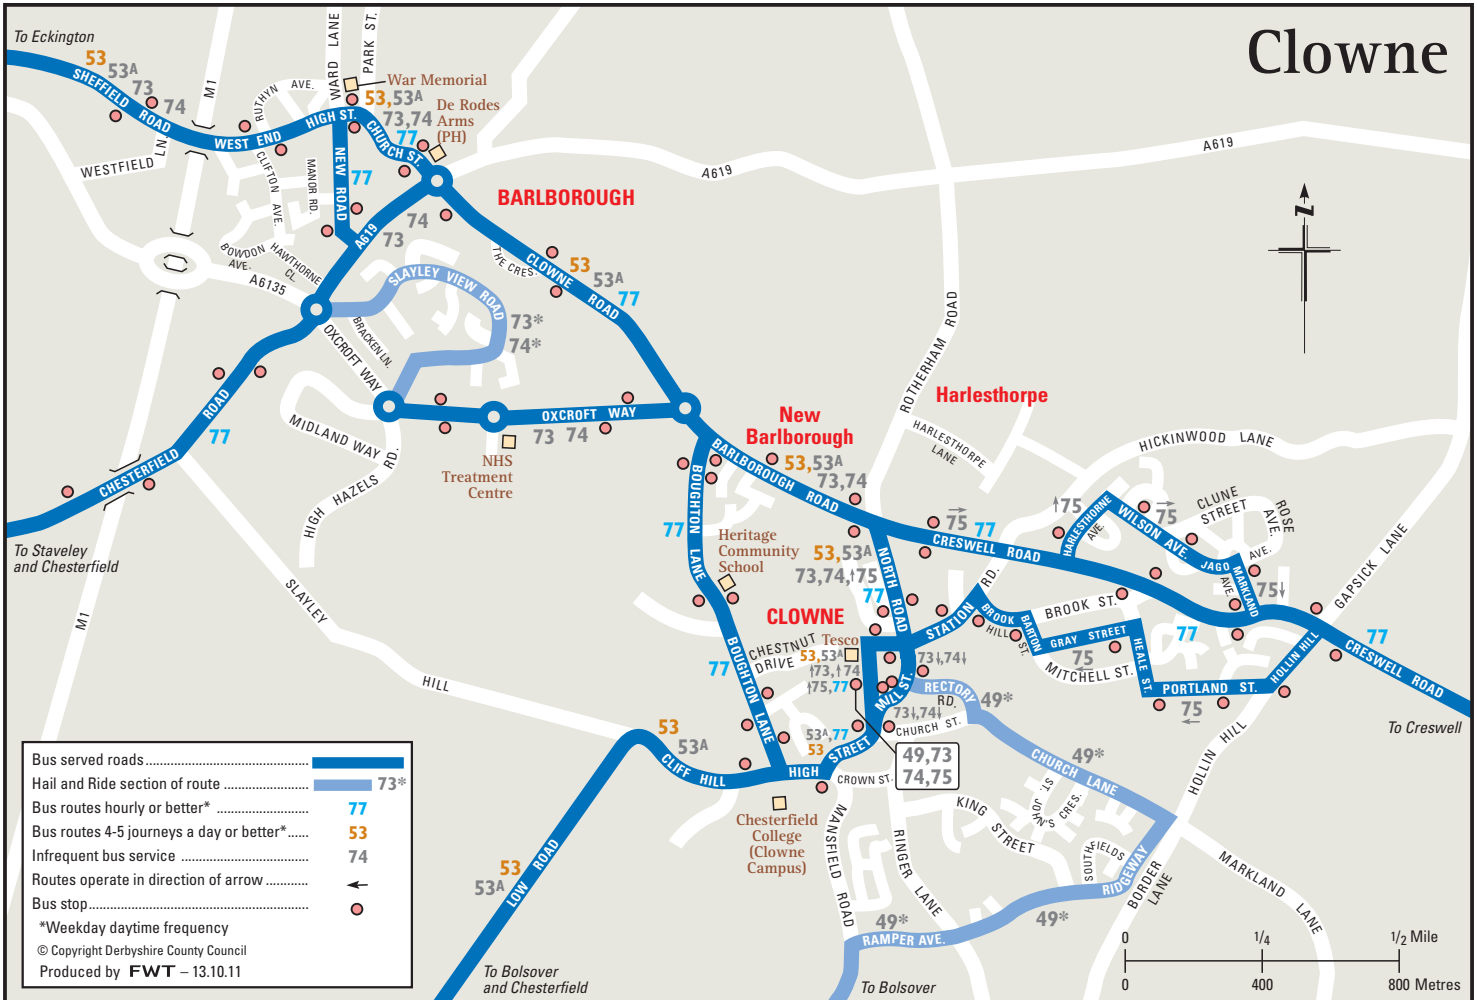 Clowne
To Eckington
53
53A
73
74
SHEFFIELD ROAD
M1
WESTFIELD LN.
RUTHYN AVE.
WARD LANE
PARK ST.
War Memorial
53,53A
73,74
77
De Rodes
Arms
(PH)
WEST END
HIGH ST.
CHURCH ST.
CLIFTON AVE.
MANOR RD.
NEW ROAD
77
BARLBOROUGH
A619
A619
A619
74
73
BOWDON
AVE.
HAWTHORNE
CL.
A6135
THE CRES.
CLOWNE ROAD
53
53A
77
SLAYLEY VIEW ROAD
73*
74*
BRACKEN LN.
OXCROFT WAY
ROTHERHAM ROAD
CHESTERFIELD ROAD
77
MIDLAND WAY
HIGH HAZELS RD.
OXCROFT WAY
73 74
NHS
Treatment
Centre
New
Barlborough
53,53A
73,74
BARLBOROUGH ROAD
Harlesthorpe
HARLESTHORPE
LANE
HICKINWOOD LANE
To Staveley
and Chesterfield
M1
SLAYLEY HILL
BOUGHTON LANE
77
Heritage
Community
School
53,53A
73,74,↑75
77
NORTH ROAD
→
75
77
CRESWELL ROAD
↑75
HARLESTHORNE
AVE.
→
75
WILSON AVE.
CLUNE
STREET
ROSE
AVE.
JAGO AVE.
MARKLAND
AVE.
75↓
GAPSICK LANE
CLOWNE
CHESTNUT
DRIVE
Tesco
53,53A
↑73,↑74
↑75,77
STATION RD.
BROOK HILL
BARTON
ST.
BROOK ST.
GRAY STREET
75
←
MITCHELL ST.
HEALE ST.
PORTLAND ST.
75
←
HOLLIN HILL
77
77
CRESWELL ROAD
To Creswell
BOUGHTON LANE
77
MILL ST.
73↓,74↓
RECTORY
RD.
49*
73↓,74↓
CHURCH ST.
53A,77
53
HIGH STREET
CROWN ST.
49,73
74,75
53
53A
CLIFF HILL
Chesterfield
College
(Clowne
Campus)
MANSFIELD ROAD
KING STREET
RINGER LANE
CHURCH LANE
49*
ST. JOHN'S CRES.
SOUTHFIELDS
RIDGEWAY
BORDER
LANE
HOLLIN HILL
MARKLAND LANE
53
53A
LOW ROAD
49*
RAMPER AVE.
49*
To Bolsover
and Chesterfield
To Bolsover
Bus served roads
Hail and Ride section of route 73*
Bus routes hourly or better* 77
Bus routes 4-5 journeys a day or better* 53
Infrequent bus service 74
Routes operate in direction of arrow ←
Bus stop
*Weekday daytime frequency
© Copyright Derbyshire County Council
Produced by FWT – 13.10.11
0 1/4 1/2 Mile
0 400 800 Metres